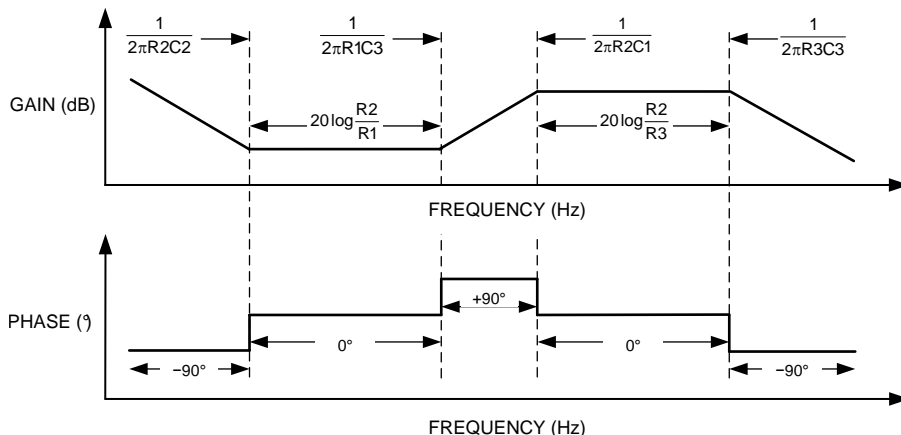 1/2πR2C2
1/2πR1C3
1/2πR2C1
1/2πR3C3
GAIN (dB)
20log R2/R1
20log R2/R3
FREQUENCY (Hz)
PHASE (°)
+90°
0°
0°
−90°
−90°
FREQUENCY (Hz)